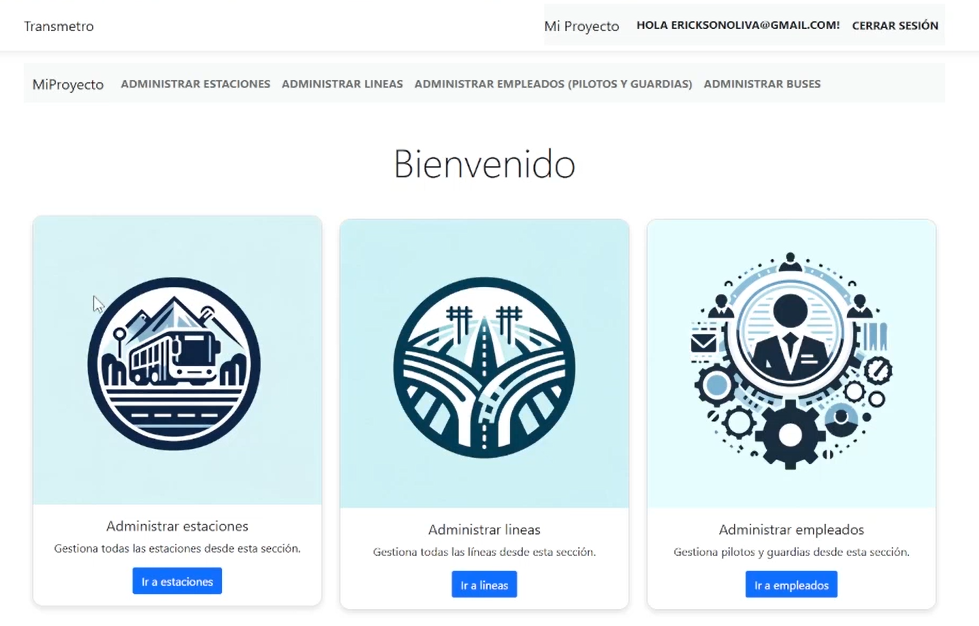 Transmetro
Mi Proyecto HOLA ERICKSONOLIVA@GMAIL.COM! CERRAR SESIÓN
MiProyecto ADMINISTRAR ESTACIONES ADMINISTRAR LINEAS ADMINISTRAR EMPLEADOS (PILOTOS Y GUARDIAS) ADMINISTRAR BUSES
Bienvenido
Administrar estaciones
Gestiona todas las estaciones desde esta sección.
Ir a estaciones
Administrar lineas
Gestiona todas las líneas desde esta sección.
Ir a líneas
Administrar empleados
Gestiona pilotos y guardias desde esta sección.
Ir a empleados